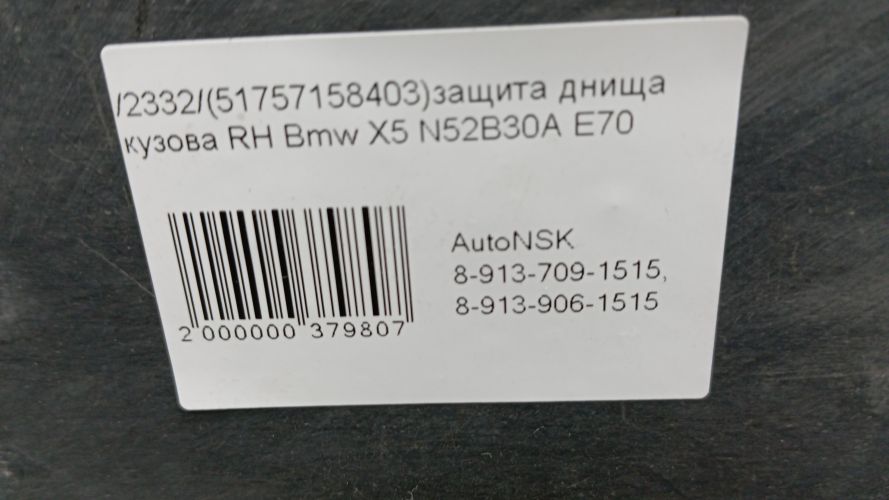 /2332/(51757158403)защита днища
кузова RH Bmw X5 N52B30A E70
AutoNSK
8-913-709-1515,
8-913-906-1515
2 000000 379807